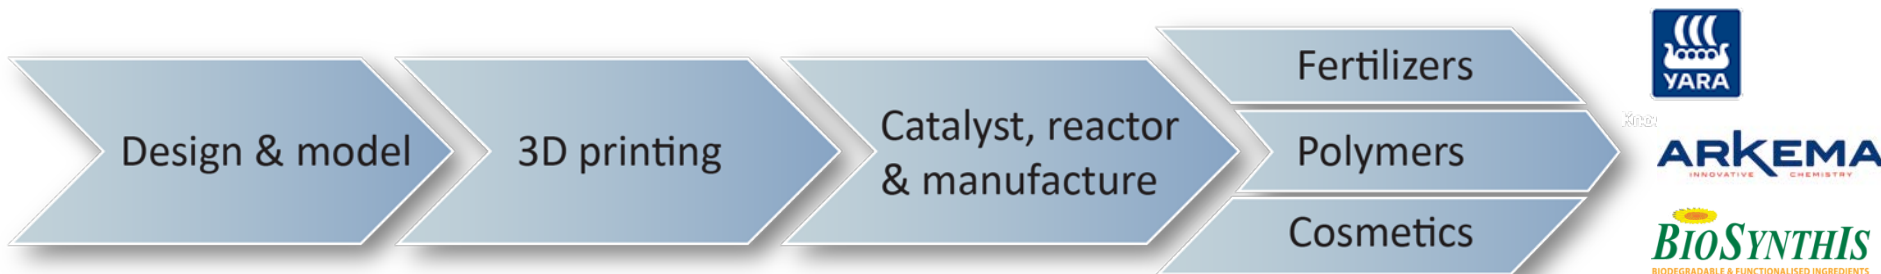 Design & model
3D printing
Catalyst, reactor
& manufacture
Fertilizers
Polymers
Cosmetics
YARA
ARKEMA
INNOVATIVE CHEMISTRY
BIOSYNTHIS
BIODEGRADABLE & FUNCTIONALISED INGREDIENTS